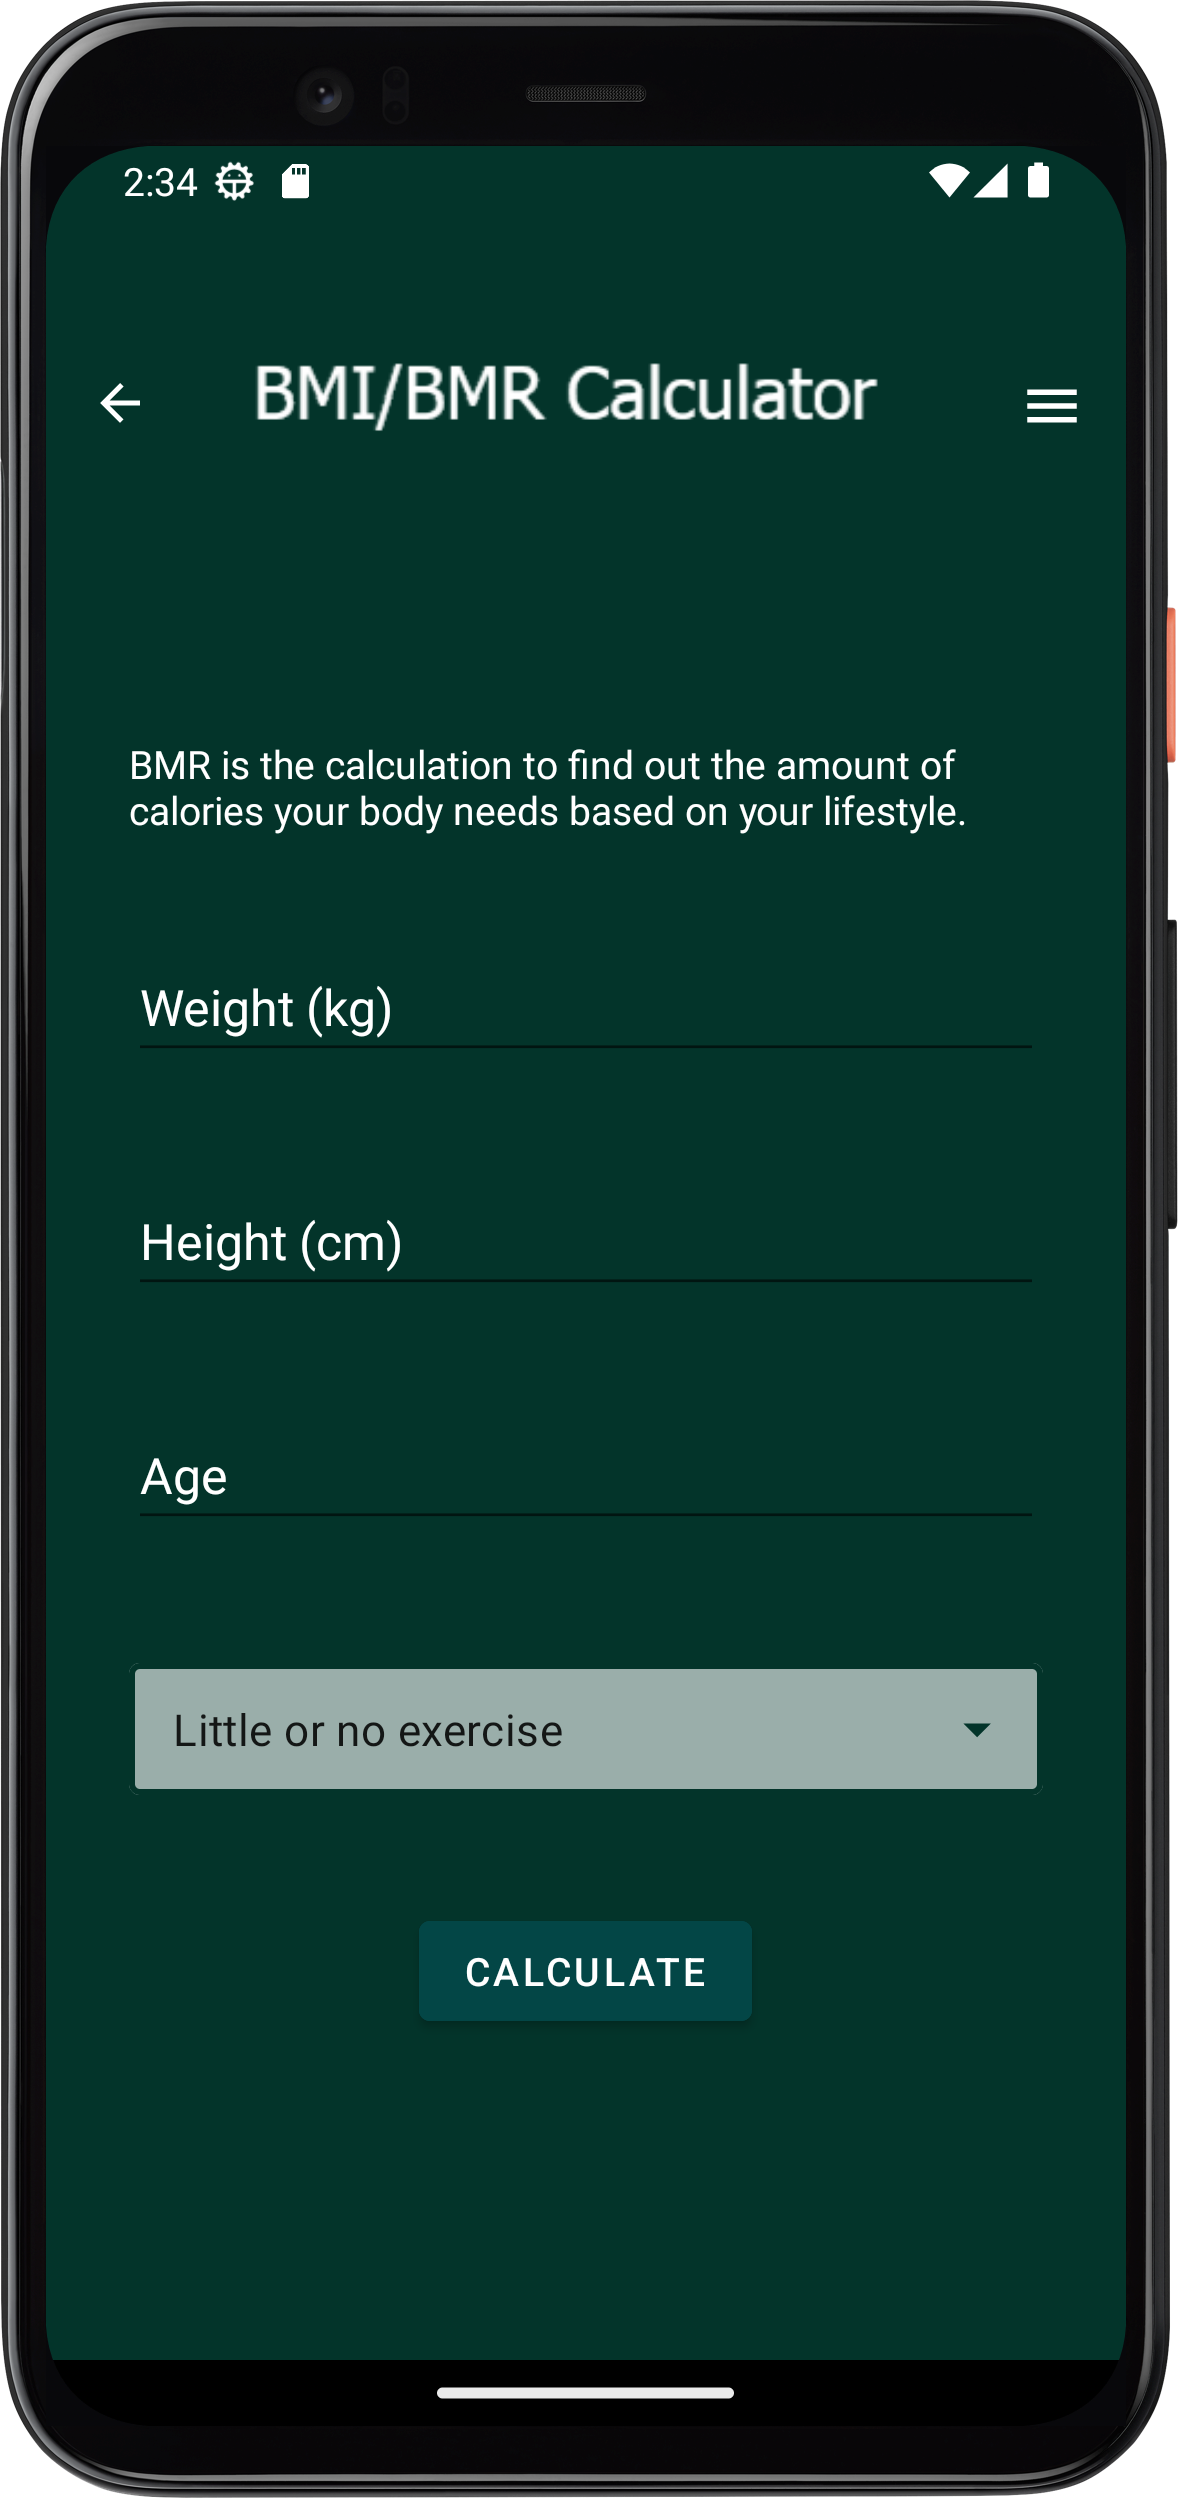 2:34
BMI/BMR Calculator
BMR is the calculation to find out the amount of
calories your body needs based on your lifestyle.
Weight (kg)
Height (cm)
Age
Little or no exercise
CALCULATE